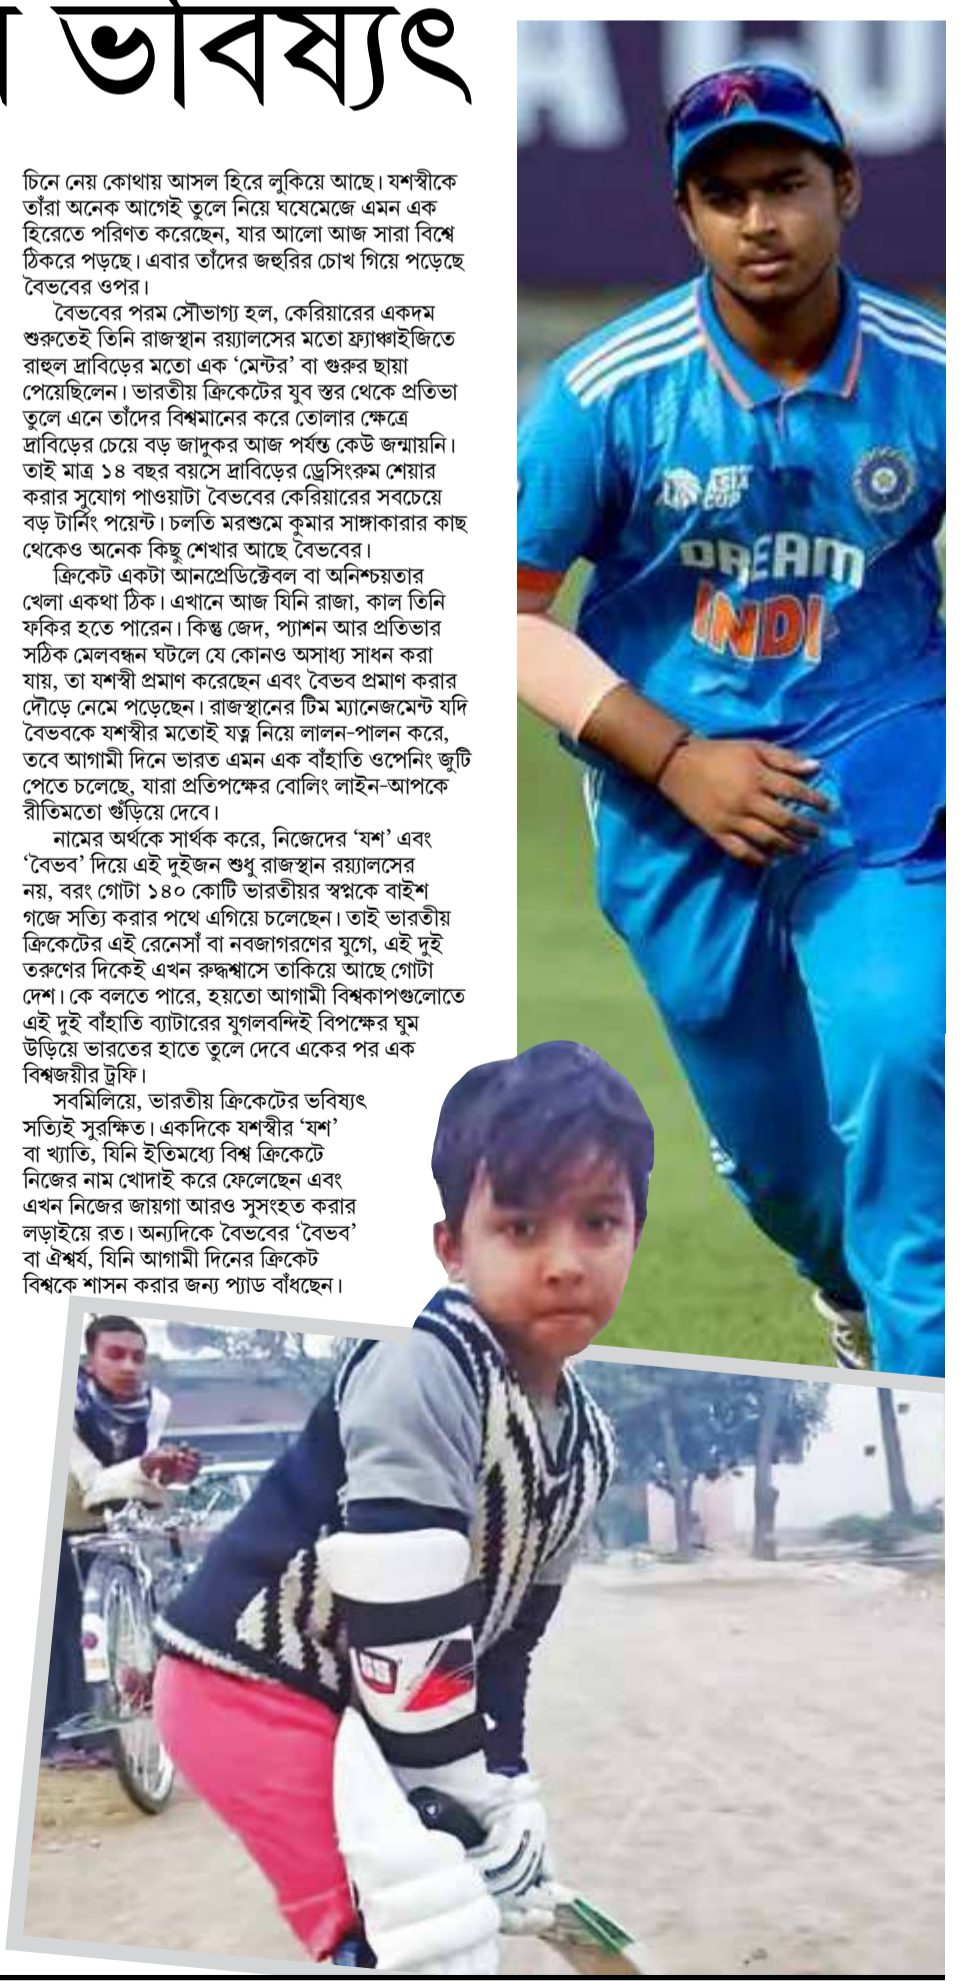 ভবিষ্যৎ
চিনে নেয় কোথায় আসল হিরে লুকিয়ে আছে। যশস্বীকে
তাঁরা অনেক আগেই তুলে নিয়ে ঘষেমেজে এমন এক
হিরেতে পরিণত করেছেন, যার আলো আজ সারা বিশ্বে
ঠিকরে পড়ছে। এবার তাঁদের জহুরির চোখ গিয়ে পড়েছে
বৈভবের ওপর।
বৈভবের পরম সৌভাগ্য হল, কেরিয়ারের একদম
শুরুতেই তিনি রাজস্থান রয়্যালসের মতো ফ্র্যাঞ্চাইজিতে
রাহুল দ্রাবিড়ের মতো এক ‘মেন্টর’ বা গুরুর ছায়া
পেয়েছিলেন। ভারতীয় ক্রিকেটের যুব স্তর থেকে প্রতিভা
তুলে এনে তাঁদের বিশ্বমানের করে তোলার ক্ষেত্রে
দ্রাবিড়ের চেয়ে বড় জাদুকর আজ পর্যন্ত কেউ জন্মায়নি।
তাই মাত্র ১৪ বছর বয়সে দ্রাবিড়ের ড্রেসিংরুম শেয়ার
করার সুযোগ পাওয়াটা বৈভবের কেরিয়ারের সবচেয়ে
বড় টার্নিং পয়েন্ট। চলতি মরশুমে কুমার সাঙ্গাকারার কাছ
থেকেও অনেক কিছু শেখার আছে বৈভবের।
ক্রিকেট একটা আনপ্রেডিক্টেবল বা অনিশ্চয়তার
খেলা একথা ঠিক। এখানে আজ যিনি রাজা, কাল তিনি
ফকির হতে পারেন। কিন্তু জেদ, প্যাশন আর প্রতিভার
সঠিক মেলবন্ধন ঘটলে যে কোনও অসাধ্য সাধন করা
যায়, তা যশস্বী প্রমাণ করেছেন এবং বৈভব প্রমাণ করার
দৌড়ে নেমে পড়েছেন। রাজস্থানের টিম ম্যানেজমেন্ট যদি
বৈভবকে যশস্বীর মতোই যত্ন নিয়ে লালন-পালন করে,
তবে আগামী দিনে ভারত এমন এক বাঁহাতি ওপেনিং জুটি
পেতে চলেছে, যারা প্রতিপক্ষের বোলিং লাইন-আপকে
রীতিমতো গুঁড়িয়ে দেবে।
নামের অর্থকে সার্থক করে, নিজেদের ‘যশ’ এবং
‘বৈভব’ দিয়ে এই দুইজন শুধু রাজস্থান রয়্যালসের
নয়, বরং গোটা ১৪০ কোটি ভারতীয়র স্বপ্নকে বাইশ
গজে সত্যি করার পথে এগিয়ে চলেছেন। তাই ভারতীয়
ক্রিকেটের এই রেনেসাঁ বা নবজাগরণের যুগে, এই দুই
তরুণের দিকেই এখন রুদ্ধশ্বাসে তাকিয়ে আছে গোটা
দেশ। কে বলতে পারে, হয়তো আগামী বিশ্বকাপগুলোতে
এই দুই বাঁহাতি ব্যাটারের যুগলবন্দিই বিপক্ষের ঘুম
উড়িয়ে ভারতের হাতে তুলে দেবে একের পর এক
বিশ্বজয়ীর ট্রফি।
সবমিলিয়ে, ভারতীয় ক্রিকেটের ভবিষ্যৎ
সত্যিই সুরক্ষিত। একদিকে যশস্বীর ‘যশ’
বা খ্যাতি, যিনি ইতিমধ্যে বিশ্ব ক্রিকেটে
নিজের নাম খোদাই করে ফেলেছেন এবং
এখন নিজের জায়গা আরও সুসংহত করার
লড়াইয়ে রত। অন্যদিকে বৈভবের ‘বৈভব’
বা ঐশ্বর্য, যিনি আগামী দিনের ক্রিকেট
বিশ্বকে শাসন করার জন্য প্যাড বাঁধছেন।
ASIA
CUP
DREAM
INDI